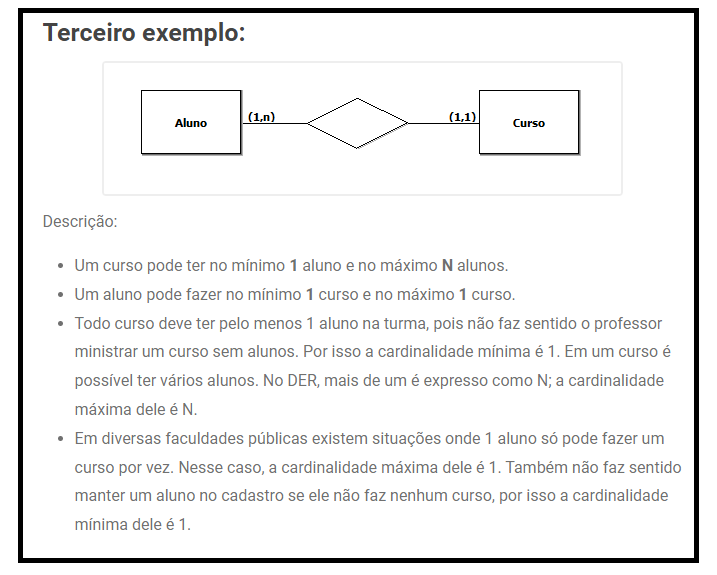 Terceiro exemplo:
Aluno
(1,n)
(1,1)
Curso
Descrição:
• Um curso pode ter no mínimo 1 aluno e no máximo N alunos.
• Um aluno pode fazer no mínimo 1 curso e no máximo 1 curso.
• Todo curso deve ter pelo menos 1 aluno na turma, pois não faz sentido o professor
ministrar um curso sem alunos. Por isso a cardinalidade mínima é 1. Em um curso é
possível ter vários alunos. No DER, mais de um é expresso como N; a cardinalidade
máxima dele é N.
• Em diversas faculdades públicas existem situações onde 1 aluno só pode fazer um
curso por vez. Nesse caso, a cardinalidade máxima dele é 1. Também não faz sentido
manter um aluno no cadastro se ele não faz nenhum curso, por isso a cardinalidade
mínima dele é 1.